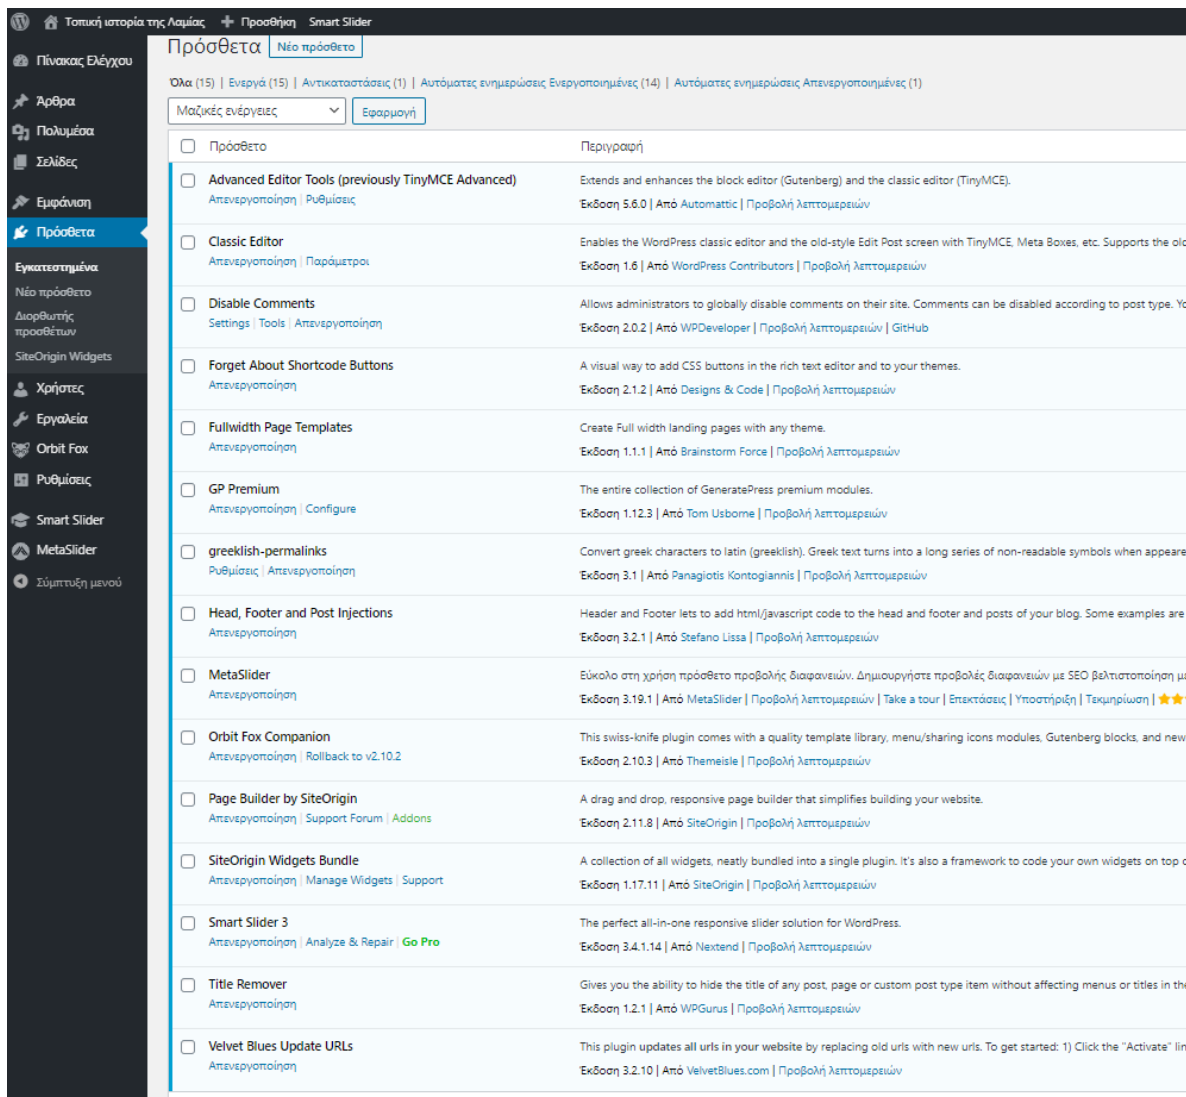 Τοπική ιστορία της Λαμίας Προσθήκη Smart Slider
Πίνακας Ελέγχου
Άρθρα
Πολυμέσα
Σελίδες
Εμφάνιση
Πρόσθετα
Εγκατεστημένα
Νέο πρόσθετο
Διορθωτής
προσθέτων
SiteOrigin Widgets
Χρήστες
Εργαλεία
Orbit Fox
Ρυθμίσεις
Smart Slider
MetaSlider
Σύμπτυξη μενού
Πρόσθετα Νέο πρόσθετο
Όλα (15) | Ενεργά (15) | Αντικαταστάσεις (1) | Αυτόματες ενημερώσεις Ενεργοποιημένες (14) | Αυτόματες ενημερώσεις Απενεργοποιημένες (1)
Μαζικές ενέργειες Εφαρμογή
Πρόσθετο Περιγραφή
Advanced Editor Tools (previously TinyMCE Advanced) Extends and enhances the block editor (Gutenberg) and the classic editor (TinyMCE).
Απενεργοποίηση | Ρυθμίσεις Έκδοση 5.6.0 | Από Automattic | Προβολή λεπτομερειών
Classic Editor Enables the WordPress classic editor and the old-style Edit Post screen with TinyMCE, Meta Boxes, etc. Supports the old
Απενεργοποίηση | Παράμετροι Έκδοση 1.6 | Από WordPress Contributors | Προβολή λεπτομερειών
Disable Comments Allows administrators to globally disable comments on their site. Comments can be disabled according to post type. Yo
Settings | Tools | Απενεργοποίηση Έκδοση 2.0.2 | Από WPDeveloper | Προβολή λεπτομερειών | GitHub
Forget About Shortcode Buttons A visual way to add CSS buttons in the rich text editor and to your themes.
Απενεργοποίηση Έκδοση 2.1.2 | Από Designs & Code | Προβολή λεπτομερειών
Fullwidth Page Templates Create Full width landing pages with any theme.
Απενεργοποίηση Έκδοση 1.1.1 | Από Brainstorm Force | Προβολή λεπτομερειών
GP Premium The entire collection of GeneratePress premium modules.
Απενεργοποίηση | Configure Έκδοση 1.12.3 | Από Tom Usborne | Προβολή λεπτομερειών
greeklish-permalinks Convert greek characters to latin (greeklish). Greek text turns into a long series of non-readable symbols when appeare
Ρυθμίσεις | Απενεργοποίηση Έκδοση 3.1 | Από Panagiotis Kontogiannis | Προβολή λεπτομερειών
Head, Footer and Post Injections Header and Footer lets to add html/javascript code to the head and footer and posts of your blog. Some examples are
Απενεργοποίηση Έκδοση 3.2.1 | Από Stefano Lissa | Προβολή λεπτομερειών
MetaSlider Εύκολο στη χρήση πρόσθετο προβολής διαφανειών. Δημιουργήστε προβολές διαφανειών με SEO βελτιστοποίηση με
Απενεργοποίηση Έκδοση 3.19.1 | Από MetaSlider | Προβολή λεπτομερειών | Take a tour | Επεκτάσεις | Υποστήριξη | Τεκμηρίωση |
Orbit Fox Companion This swiss-knife plugin comes with a quality template library, menu/sharing icons modules, Gutenberg blocks, and new
Απενεργοποίηση | Rollback to v2.10.2 Έκδοση 2.10.3 | Από Themeisle | Προβολή λεπτομερειών
Page Builder by SiteOrigin A drag and drop, responsive page builder that simplifies building your website.
Απενεργοποίηση | Support Forum | Addons Έκδοση 2.11.8 | Από SiteOrigin | Προβολή λεπτομερειών
SiteOrigin Widgets Bundle A collection of all widgets, neatly bundled into a single plugin. It's also a framework to code your own widgets on top o
Απενεργοποίηση | Manage Widgets | Support Έκδοση 1.17.11 | Από SiteOrigin | Προβολή λεπτομερειών
Smart Slider 3 The perfect all-in-one responsive slider solution for WordPress.
Απενεργοποίηση | Analyze & Repair | Go Pro Έκδοση 3.4.1.14 | Από Nextend | Προβολή λεπτομερειών
Title Remover Gives you the ability to hide the title of any post, page or custom post type item without affecting menus or titles in the
Απενεργοποίηση Έκδοση 1.2.1 | Από WPGurus | Προβολή λεπτομερειών
Velvet Blues Update URLs This plugin updates all urls in your website by replacing old urls with new urls. To get started: 1) Click the "Activate" lin
Απενεργοποίηση Έκδοση 3.2.10 | Από VelvetBlues.com | Προβολή λεπτομερειών